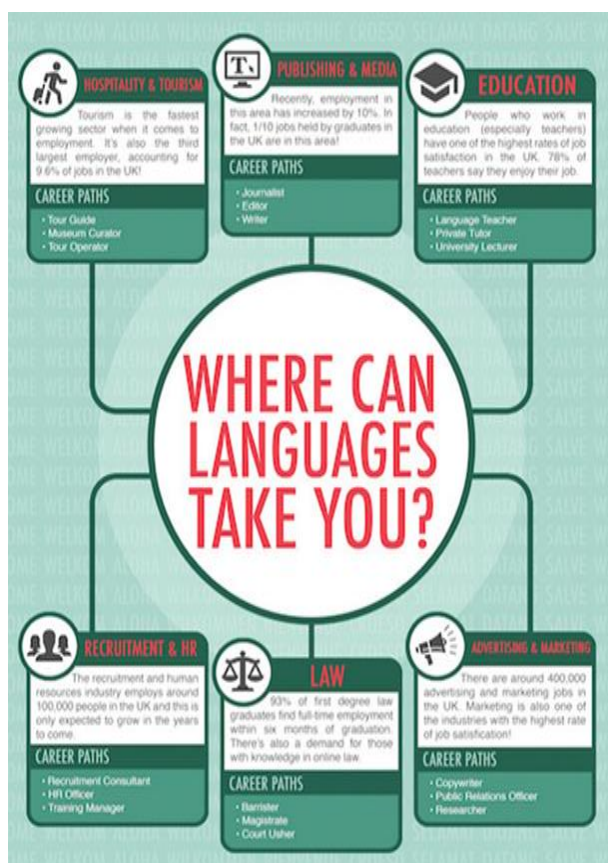 HOSPITALITY & TOURISM
Tourism is the fastest
growing sector when it comes to
employment. It's also the third
largest employer, accounting for
9.6% of jobs in the UK!
CAREER PATHS
• Tour Guide
• Museum Curator
• Tour Operator
PUBLISHING & MEDIA
Recently, employment in
this area has increased by 10%. In
fact, 1/10 jobs held by graduates in
the UK are in this area!
CAREER PATHS
• Journalist
• Editor
• Writer
EDUCATION
People who work in
education (especially teachers)
have one of the highest rates of job
satisfaction in the UK. 78% of
teachers say they enjoy their job.
CAREER PATHS
• Language Teacher
• Private Tutor
• University Lecturer
WHERE CAN
LANGUAGES
TAKE YOU?
RECRUITMENT & HR
The recruitment and human
resources industry employs around
100,000 people in the UK and this is
only expected to grow in the years
to come.
CAREER PATHS
• Recruitment Consultant
• HR Officer
• Training Manager
LAW
93% of first degree law
graduates find full-time employment
within six months of graduation.
There's also a demand for those
with knowledge in online law.
CAREER PATHS
• Barrister
• Magistrate
• Court Usher
ADVERTISING & MARKETING
There are around 400,000
advertising and marketing jobs in
the UK. Marketing is also one of
the industries with the highest rate
of job satisfication!
CAREER PATHS
• Copywriter
• Public Relations Officer
• Researcher